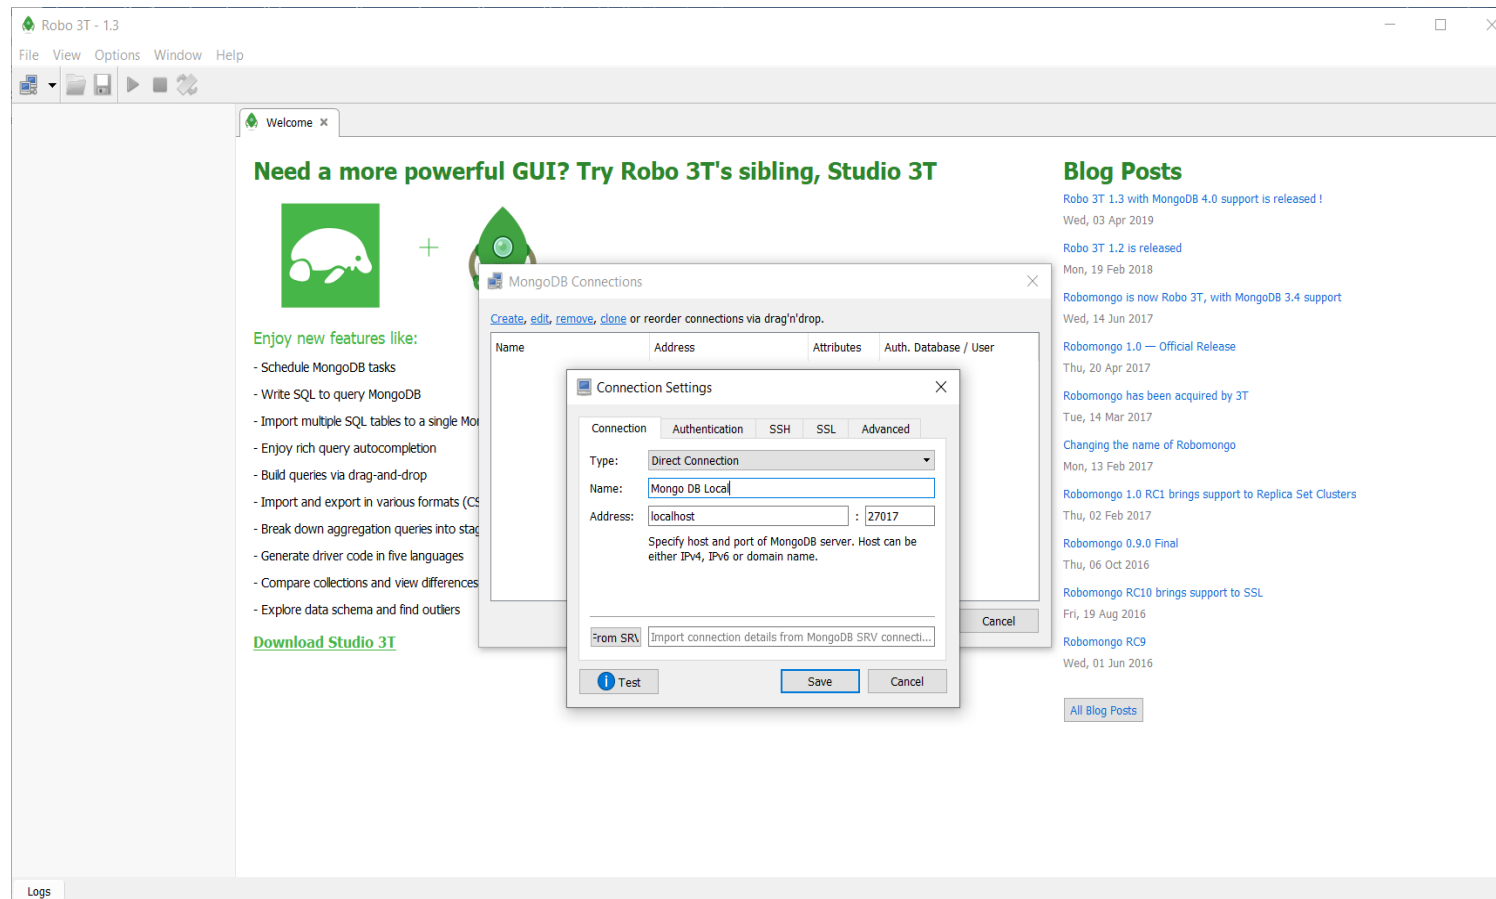 Robo 3T - 1.3
File View Options Window Help
Welcome
Need a more powerful GUI? Try Robo 3T's sibling, Studio 3T
+
Enjoy new features like:
- Schedule MongoDB tasks
- Write SQL to query MongoDB
- Import multiple SQL tables to a single Mo
- Enjoy rich query autocompletion
- Build queries via drag-and-drop
- Import and export in various formats (CS
- Break down aggregation queries into stag
- Generate driver code in five languages
- Compare collections and view differences
- Explore data schema and find outliers
Download Studio 3T
MongoDB Connections
Create, edit, remove, clone or reorder connections via drag'n'drop.
Name Address Attributes Auth. Database / User
Cancel
Connection Settings
Connection Authentication SSH SSL Advanced
Type: Direct Connection
Name: Mongo DB Local
Address: localhost : 27017
Specify host and port of MongoDB server. Host can be
either IPv4, IPv6 or domain name.
From SRV Import connection details from MongoDB SRV connecti...
Test Save Cancel
Blog Posts
Robo 3T 1.3 with MongoDB 4.0 support is released !
Wed, 03 Apr 2019
Robo 3T 1.2 is released
Mon, 19 Feb 2018
Robomongo is now Robo 3T, with MongoDB 3.4 support
Wed, 14 Jun 2017
Robomongo 1.0 — Official Release
Thu, 20 Apr 2017
Robomongo has been acquired by 3T
Tue, 14 Mar 2017
Changing the name of Robomongo
Mon, 13 Feb 2017
Robomongo 1.0 RC1 brings support to Replica Set Clusters
Thu, 02 Feb 2017
Robomongo 0.9.0 Final
Thu, 06 Oct 2016
Robomongo RC10 brings support to SSL
Fri, 19 Aug 2016
Robomongo RC9
Wed, 01 Jun 2016
All Blog Posts
Logs